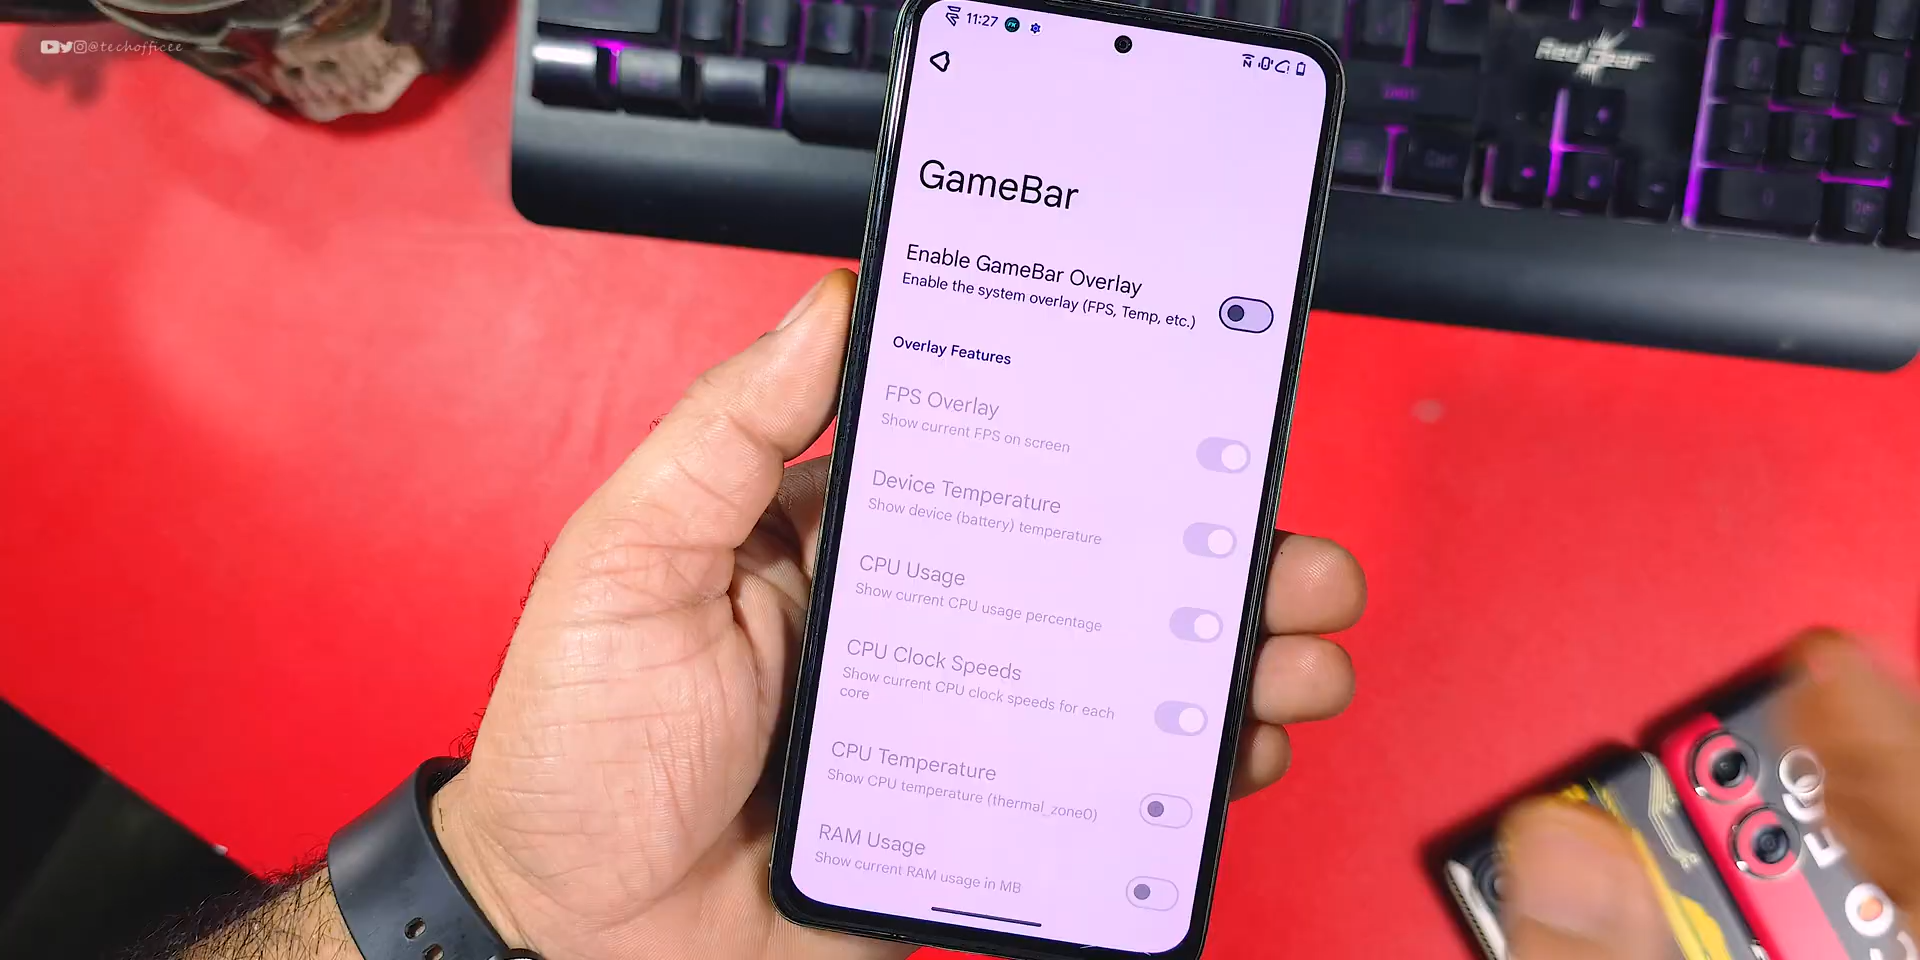 @techofficee
11:27
GameBar
Enable GameBar Overlay
Enable the system overlay (FPS, Temp, etc.)
Overlay Features
FPS Overlay
Show current FPS on screen
Device Temperature
Show device (battery) temperature
CPU Usage
Show current CPU usage percentage
CPU Clock Speeds
Show current CPU clock speeds for each
core
CPU Temperature
Show CPU temperature (thermal_zone0)
RAM Usage
Show current RAM usage in MB
Redgear